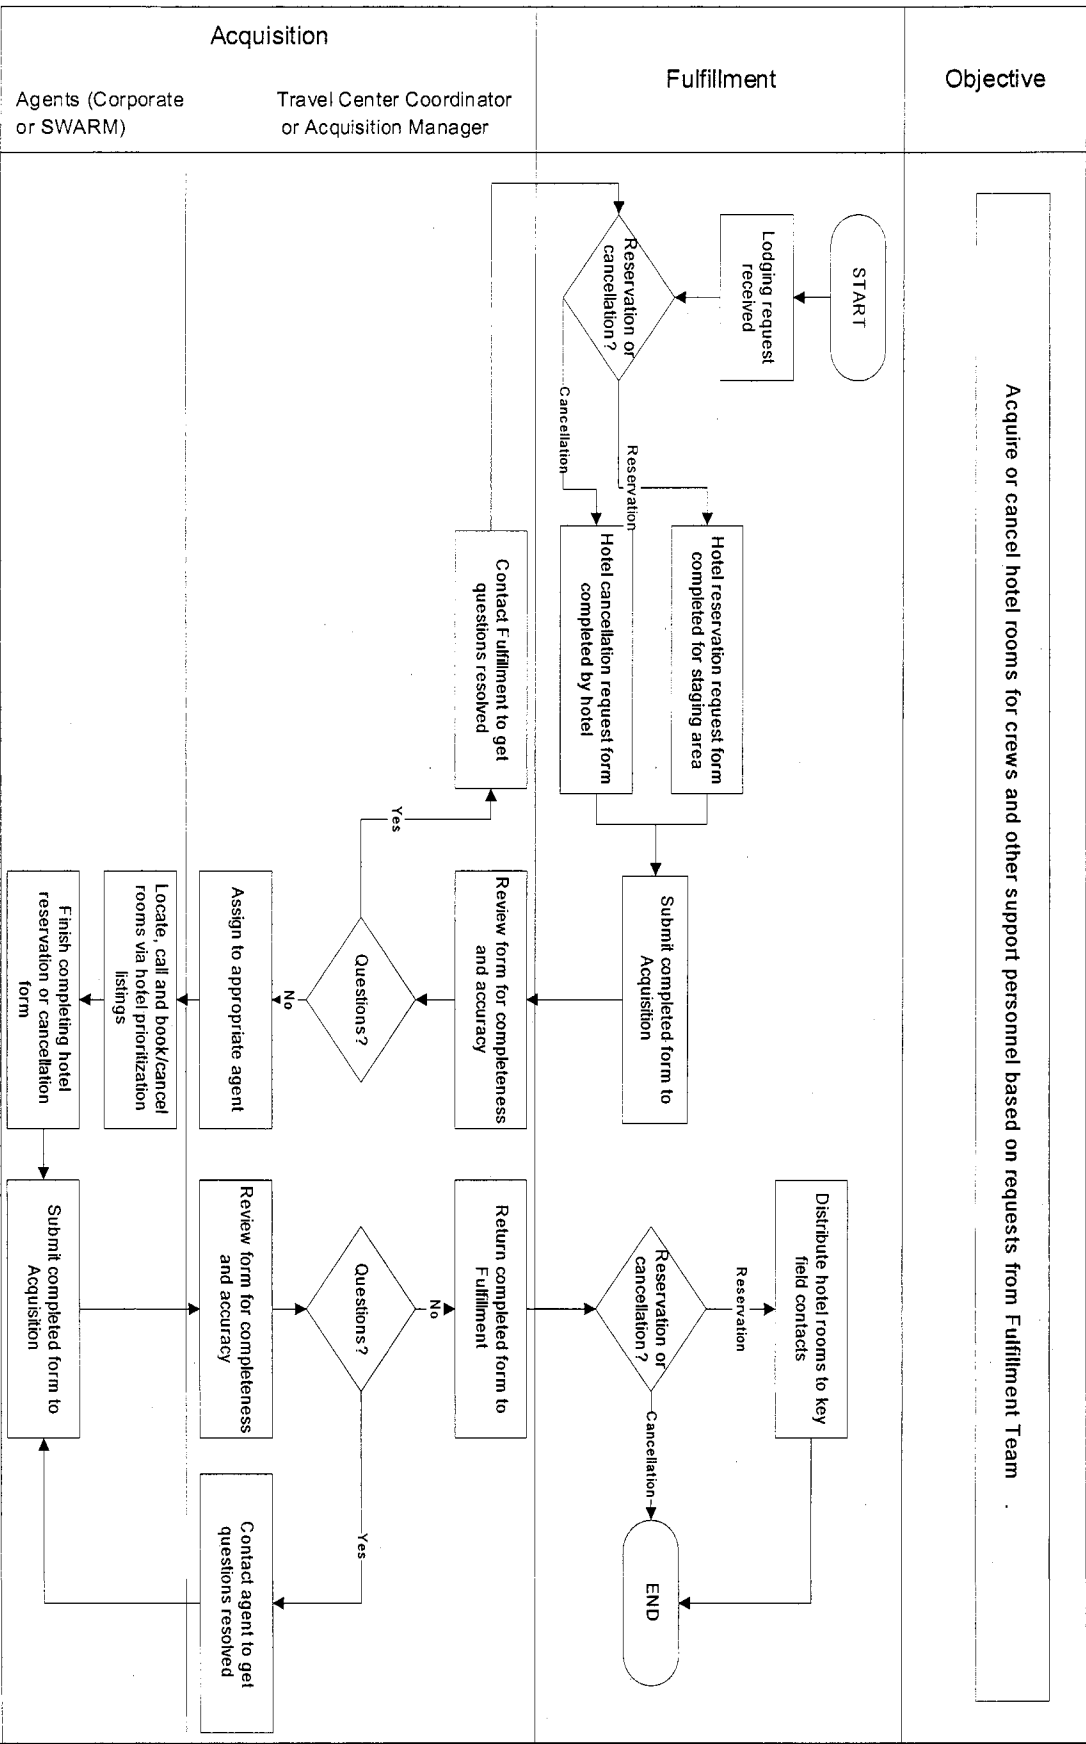 Acquisition
Fulfillment
Objective
Agents (Corporate
or SWARM)
Travel Center Coordinator
or Acquisition Manager
Acquire or cancel hotel rooms for crews and other support personnel based on requests from Fulfillment Team .
START
Lodging request
received
Reservation or
cancellation?
Reservation
Cancellation
Hotel reservation request form
completed for staging area
Hotel cancellation request form
completed by hotel
Submit completed form to
Acquisition
Review form for completeness
and accuracy
Questions?
Yes
Contact Fulfillment to get
questions resolved
No
Assign to appropriate agent
Locate, call and book/cancel
rooms via hotel prioritization
listings
Finish completing hotel
reservation or cancellation
form
Submit completed form to
Acquisition
Review form for completeness
and accuracy
Questions?
Yes
Contact agent to get
questions resolved
No
Return completed form to
Fulfillment
Reservation or
cancellation?
Reservation
Distribute hotel rooms to key
field contacts
Cancellation
END